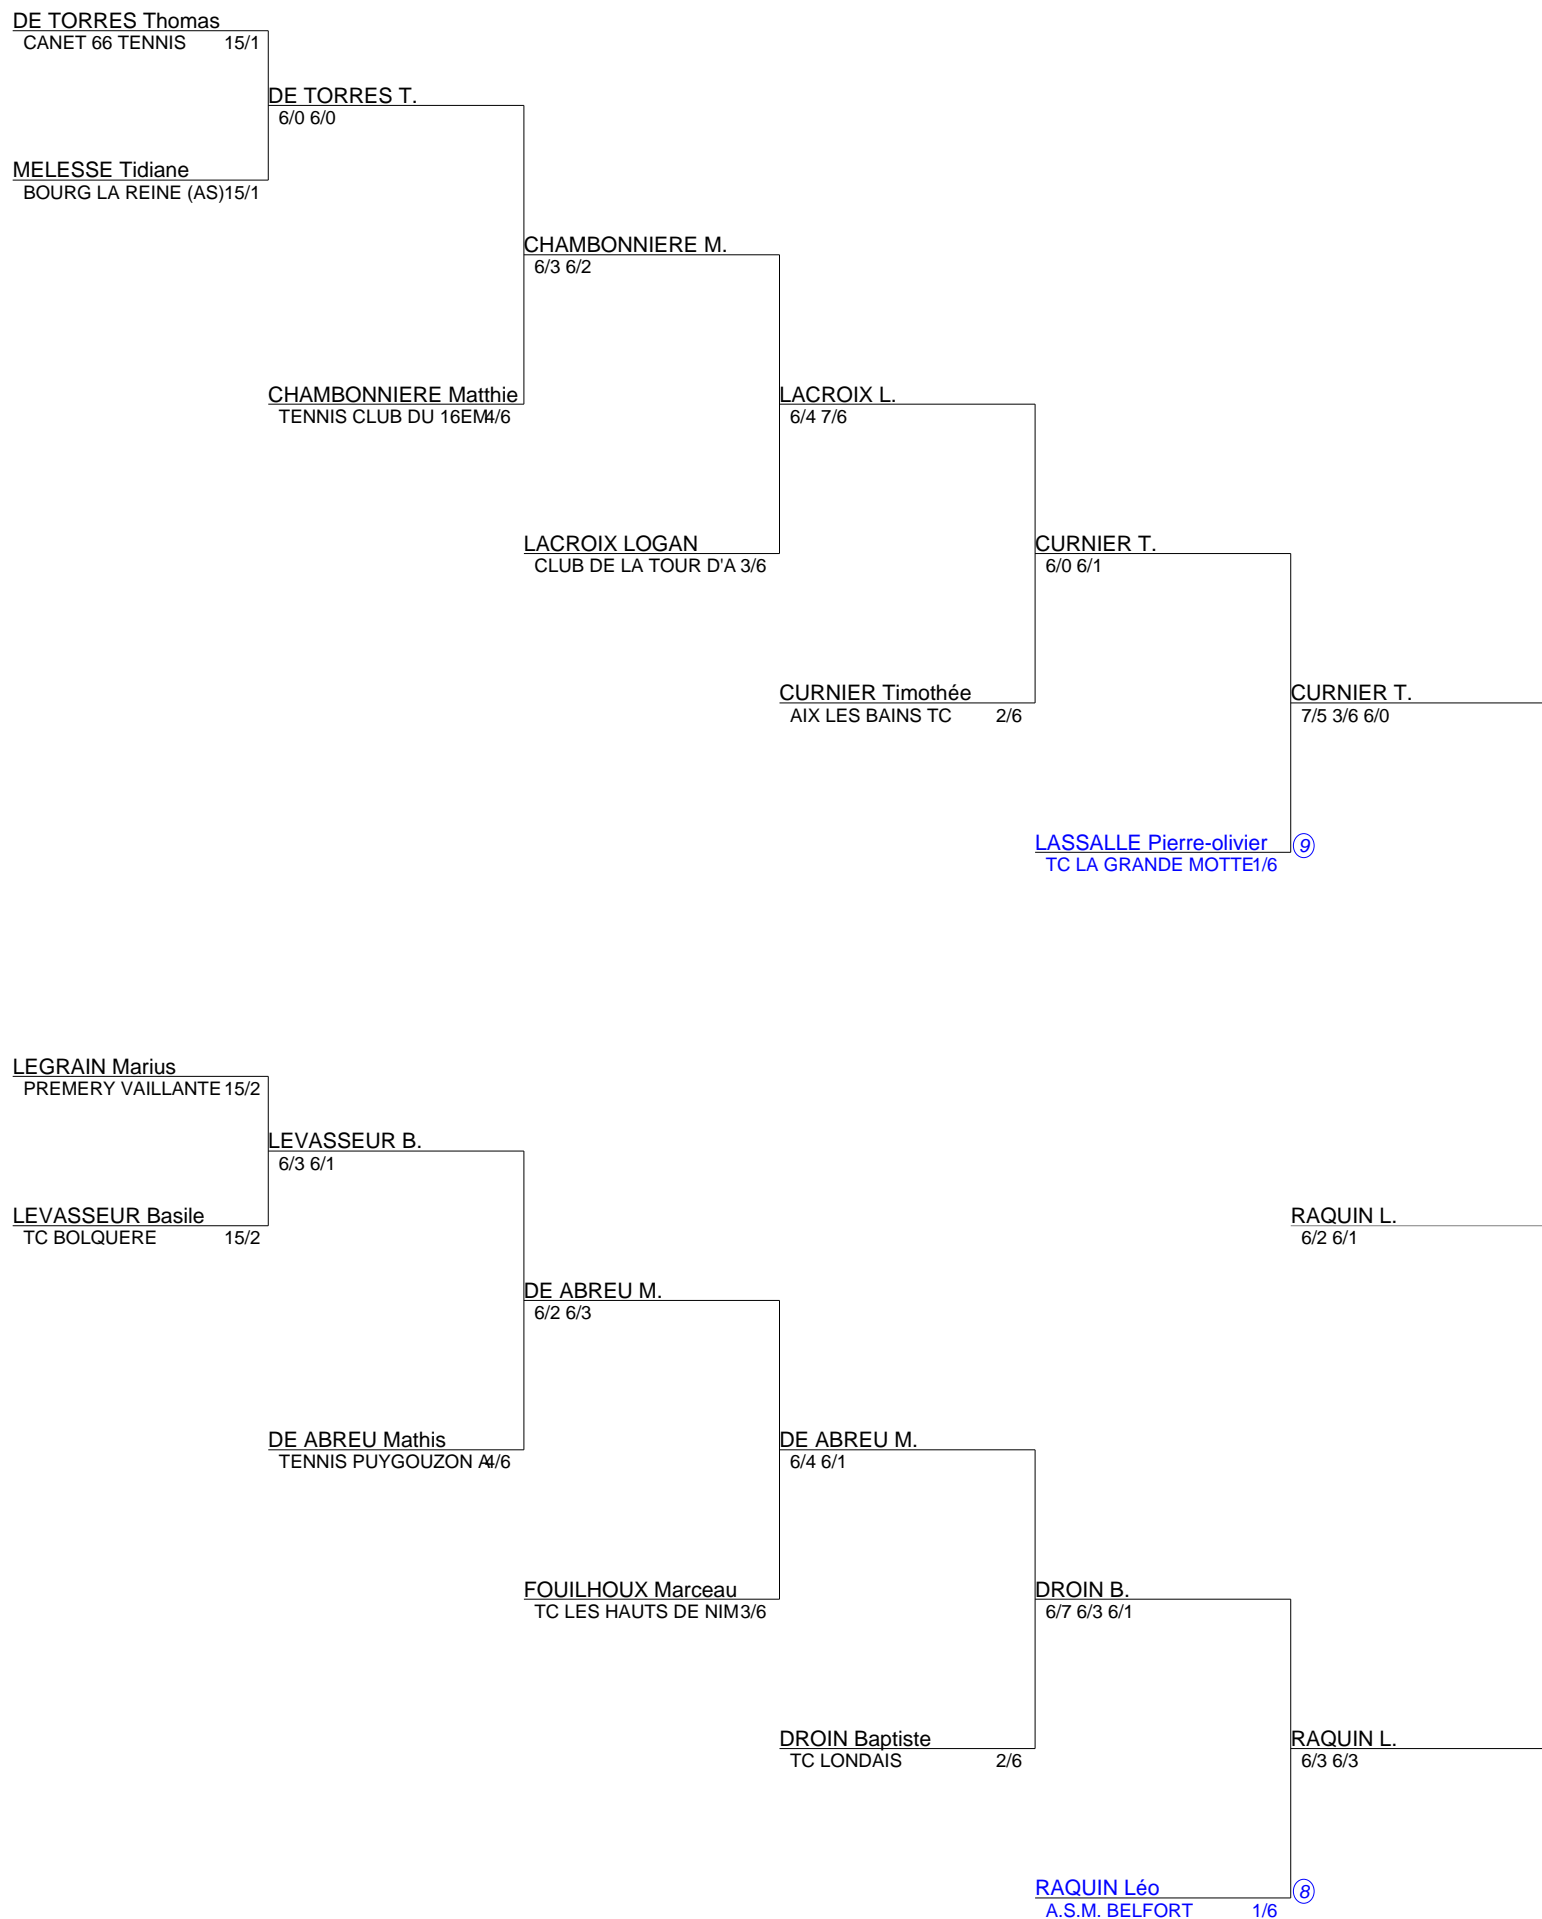 DE TORRES Thomas
CANET 66 TENNIS 15/1
DE TORRES T.
6/0 6/0
MELESSE Tidiane
BOURG LA REINE (AS) 15/1
CHAMBONNIERE M.
6/3 6/2
CHAMBONNIERE Matthie
TENNIS CLUB DU 16EM 4/6
LACROIX L.
6/4 7/6
LACROIX LOGAN
CLUB DE LA TOUR D'A 3/6
CURNIER T.
6/0 6/1
CURNIER Timothée
AIX LES BAINS TC 2/6
CURNIER T.
7/5 3/6 6/0
LASSALLE Pierre-olivier 9
TC LA GRANDE MOTTE 1/6
LEGRAIN Marius
PREMERY VAILLANTE 15/2
LEVASSEUR B.
6/3 6/1
LEVASSEUR Basile
TC BOLQUERE 15/2
RAQUIN L.
6/2 6/1
DE ABREU M.
6/2 6/3
DE ABREU Mathis
TENNIS PUYGOUZON A 4/6
DE ABREU M.
6/4 6/1
FOUILHOUX Marceau
TC LES HAUTS DE NIM 3/6
DROIN B.
6/7 6/3 6/1
DROIN Baptiste
TC LONDAIS 2/6
RAQUIN L.
6/3 6/3
RAQUIN Léo 8
A.S.M. BELFORT 1/6